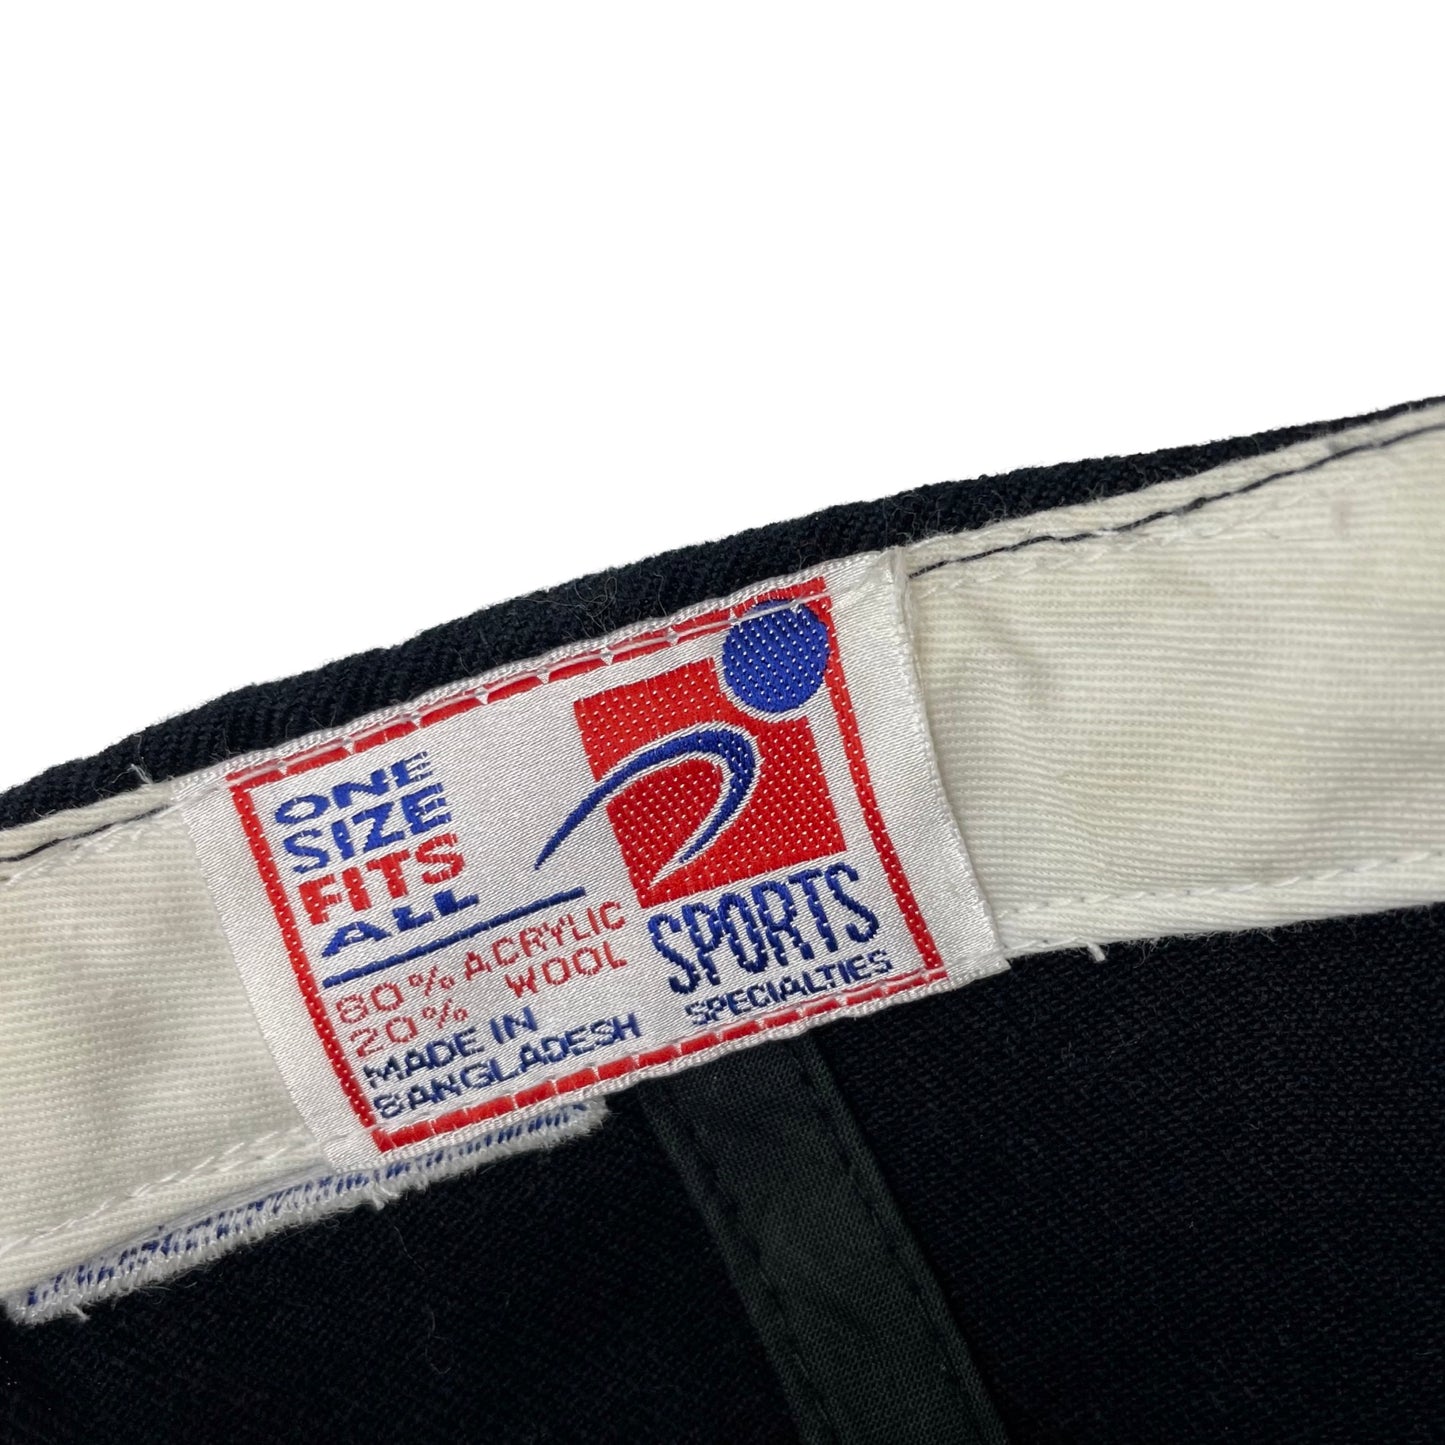 ONE
SIZE
FITS
ALL
80% ACRYLIC
20% WOOL
MADE IN
BANGLADESH
SPORTS
SPECIALTIES